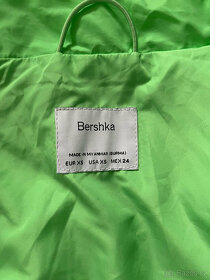 Bershka
MADE IN MYANMAR (BURMA)
EUR XS USA XS MEX 24